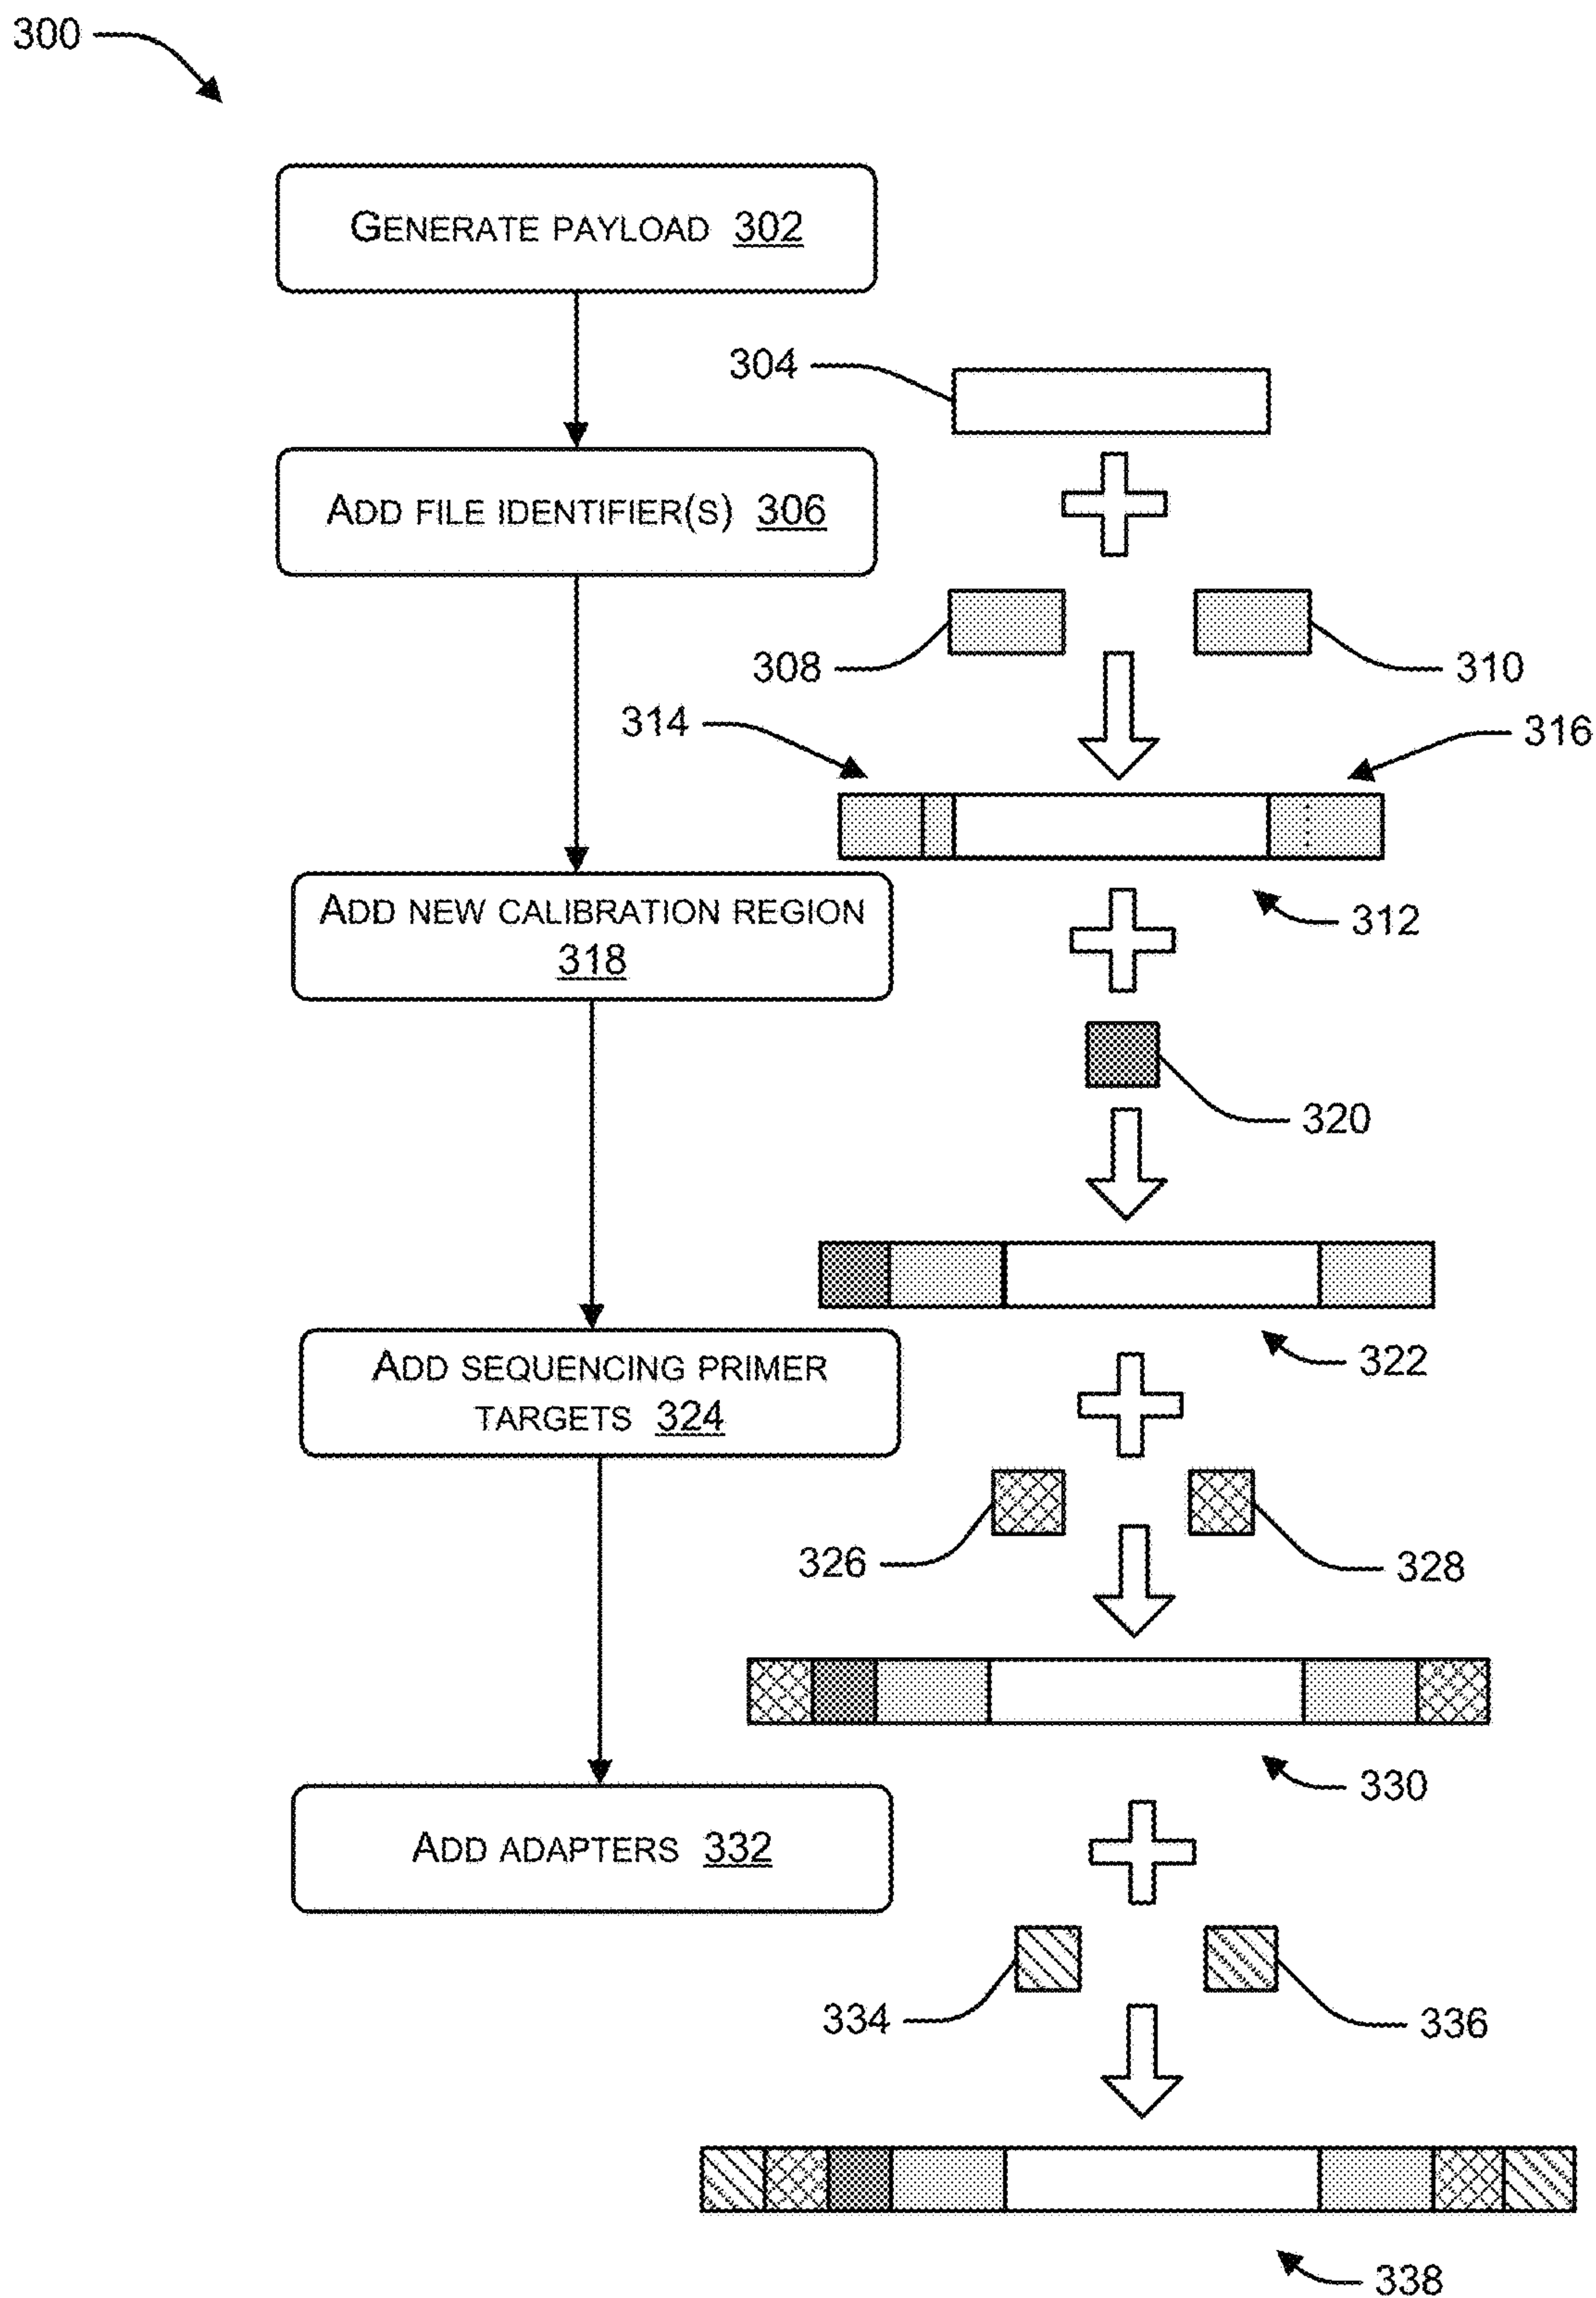 300
GENERATE PAYLOAD 302
304
ADD FILE IDENTIFIER(S) 306
308
310
314
316
312
ADD NEW CALIBRATION REGION
318
320
322
ADD SEQUENCING PRIMER
TARGETS 324
326
328
330
ADD ADAPTERS 332
334
336
338